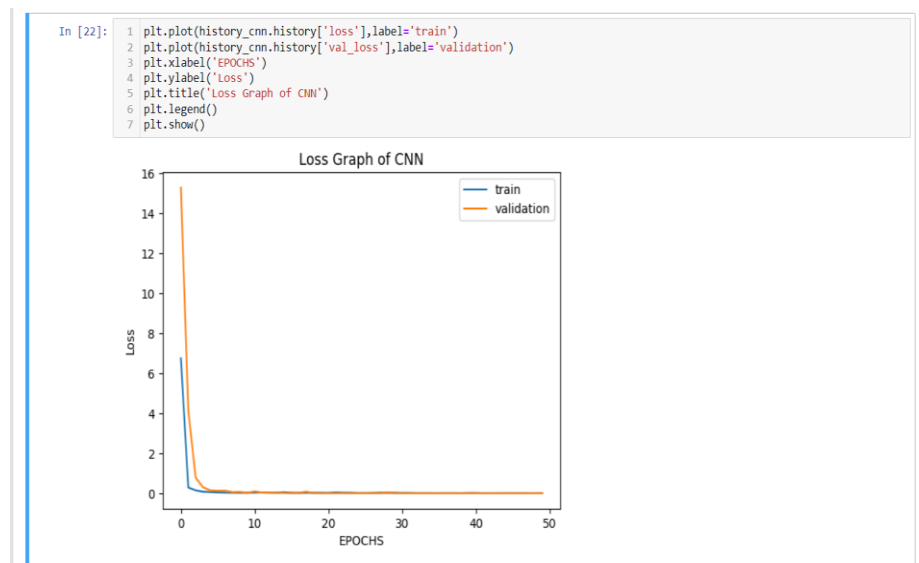 In [22]:
1 plt.plot(history_cnn.history['loss'],label='train')
2 plt.plot(history_cnn.history['val_loss'],label='validation')
3 plt.xlabel('EPOCHS')
4 plt.ylabel('Loss')
5 plt.title('Loss Graph of CNN')
6 plt.legend()
7 plt.show()
Loss Graph of CNN
train
validation
16
14
12
10
8
6
4
2
0
Loss
0 10 20 30 40 50
EPOCHS